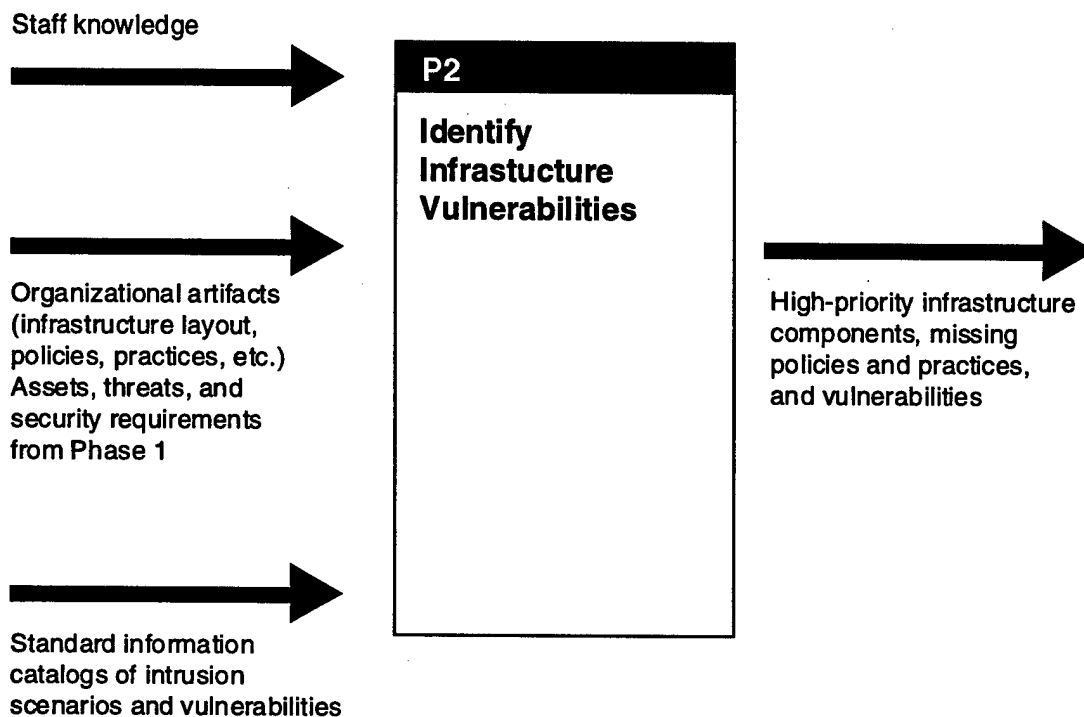 Staff knowledge
P2
Identify
Infrastucture
Vulnerabilities
Organizational artifacts
(infrastructure layout,
policies, practices, etc.)
Assets, threats, and
security requirements
from Phase 1
High-priority infrastructure
components, missing
policies and practices,
and vulnerabilities
Standard information
catalogs of intrusion
scenarios and vulnerabilities